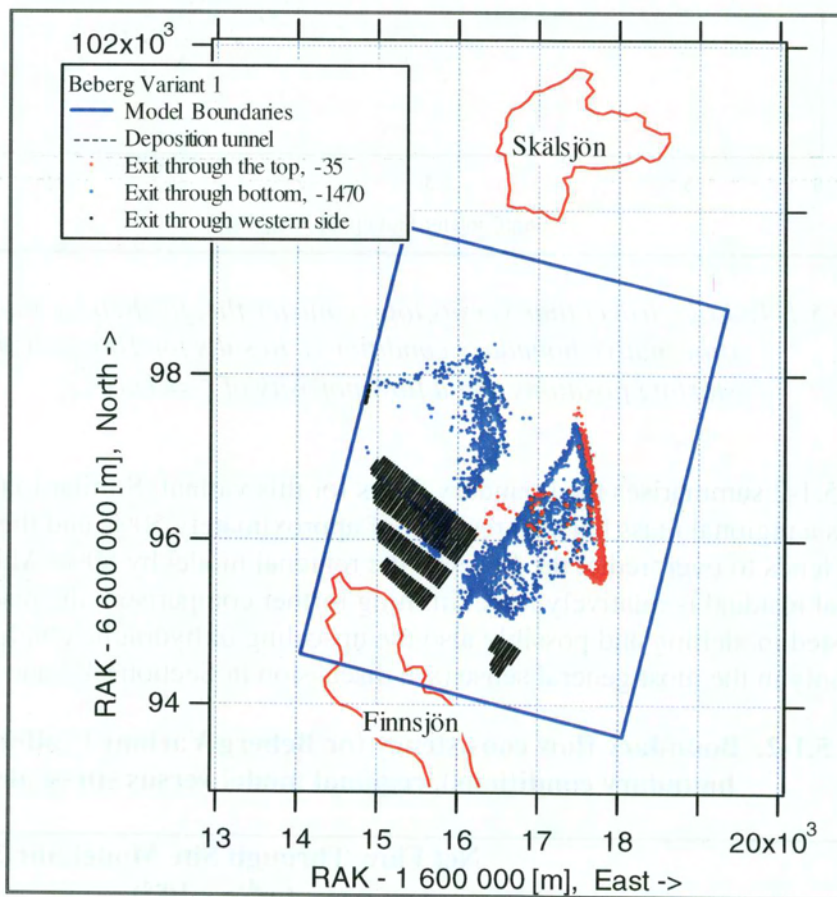 102x10³
Beberg Variant 1
Model Boundaries
Deposition tunnel
Exit through the top, -35
Exit through bottom, -1470
Exit through western side
Skälsjön
98
96
94
RAK - 6 600 000 [m], North ->
Finnsjön
13 14 15 16 17 18 20x10³
RAK - 1 600 000 [m], East ->